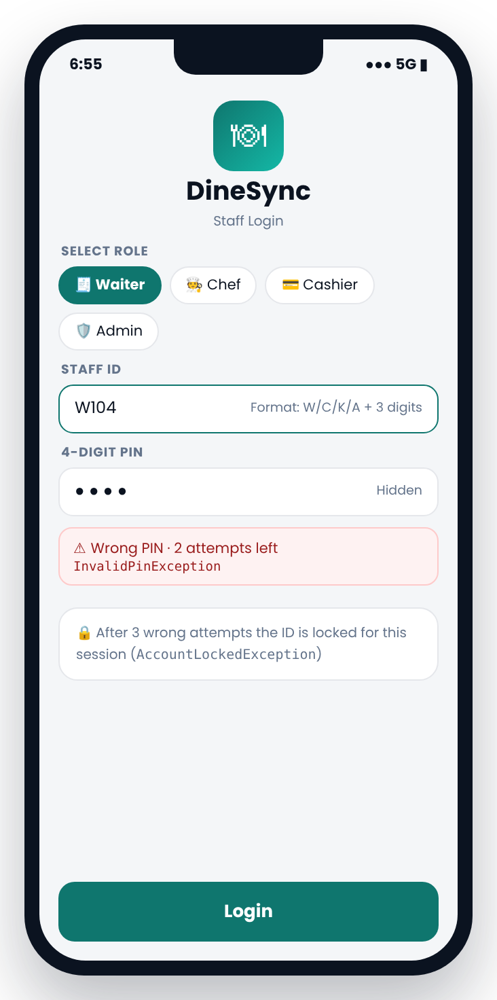 6:55
●●● 5G ▮
🍽
DineSync
Staff Login
SELECT ROLE
🧾 Waiter
🧑‍🍳 Chef
💳 Cashier
🛡️ Admin
STAFF ID
W104
Format: W/C/K/A + 3 digits
4-DIGIT PIN
● ● ● ●
Hidden
⚠ Wrong PIN · 2 attempts left
InvalidPinException
🔒 After 3 wrong attempts the ID is locked for this
session (AccountLockedException)
Login